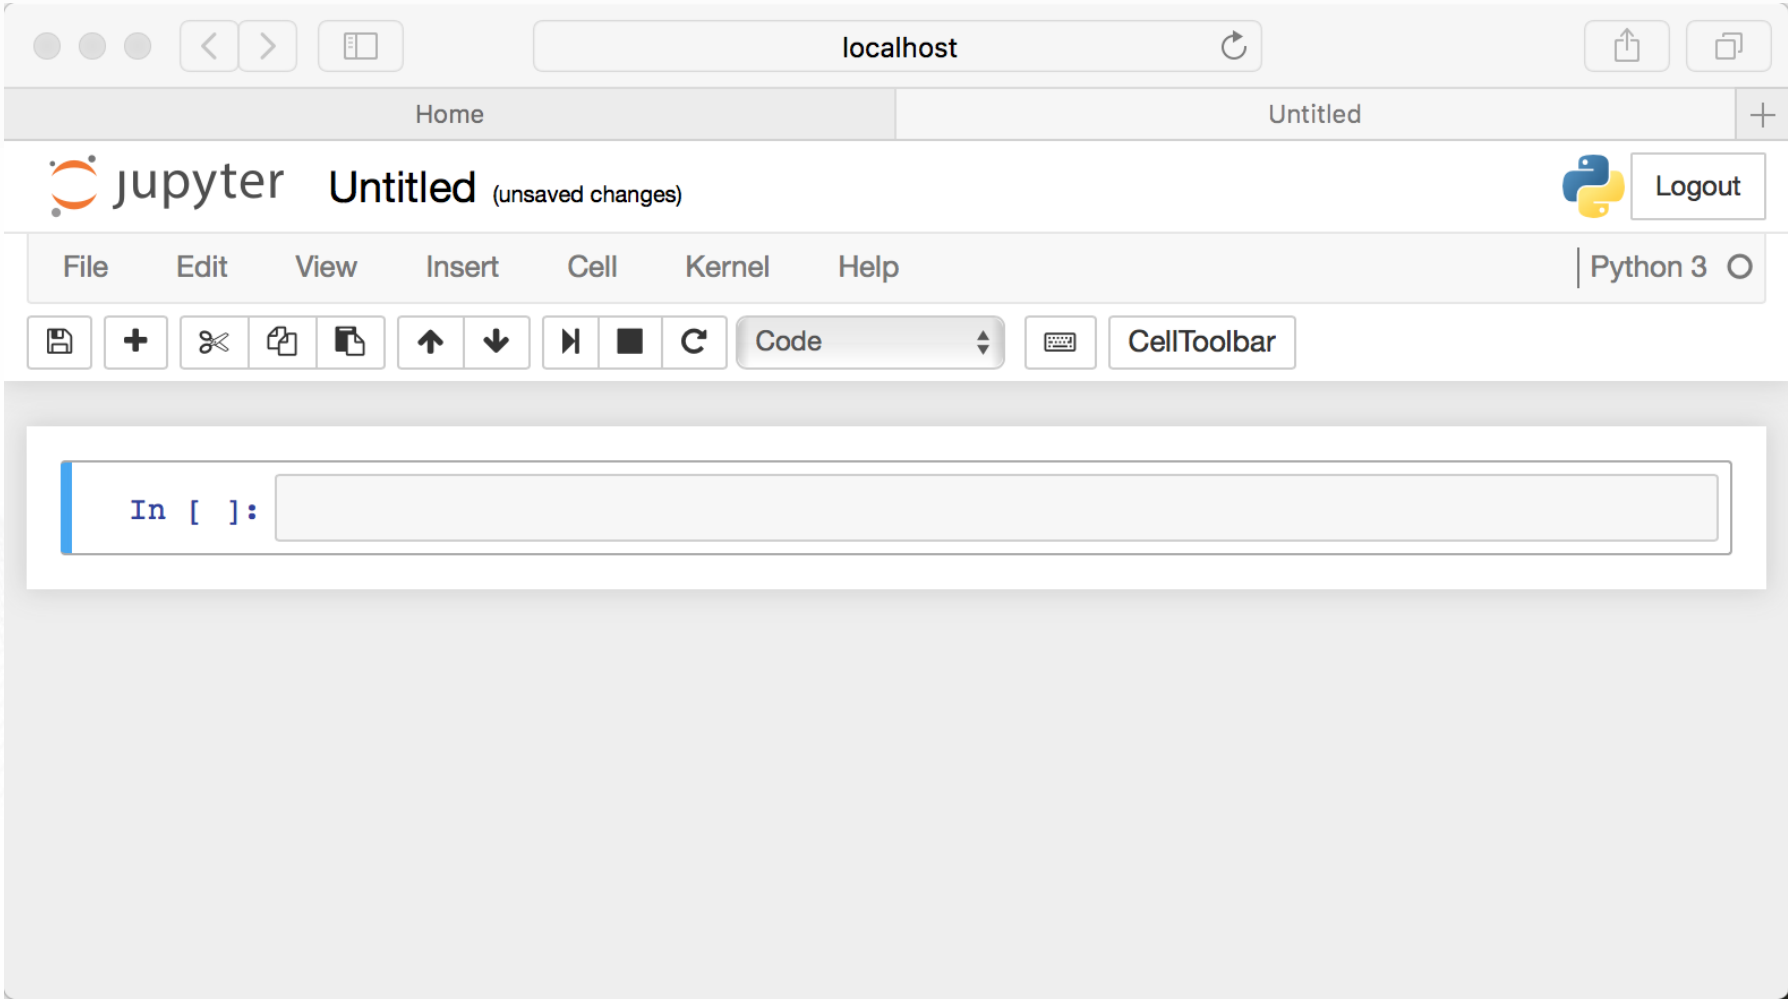 localhost
Home Untitled
jupyter Untitled (unsaved changes) Logout
File Edit View Insert Cell Kernel Help Python 3
Code CellToolbar
In [ ]: